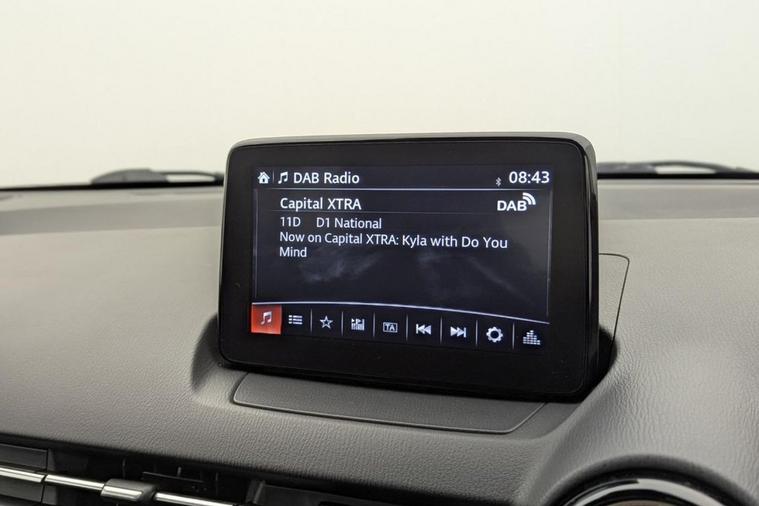 DAB Radio 08:43
Capital XTRA DAB
11D D1 National
Now on Capital XTRA: Kyla with Do You
Mind
TA